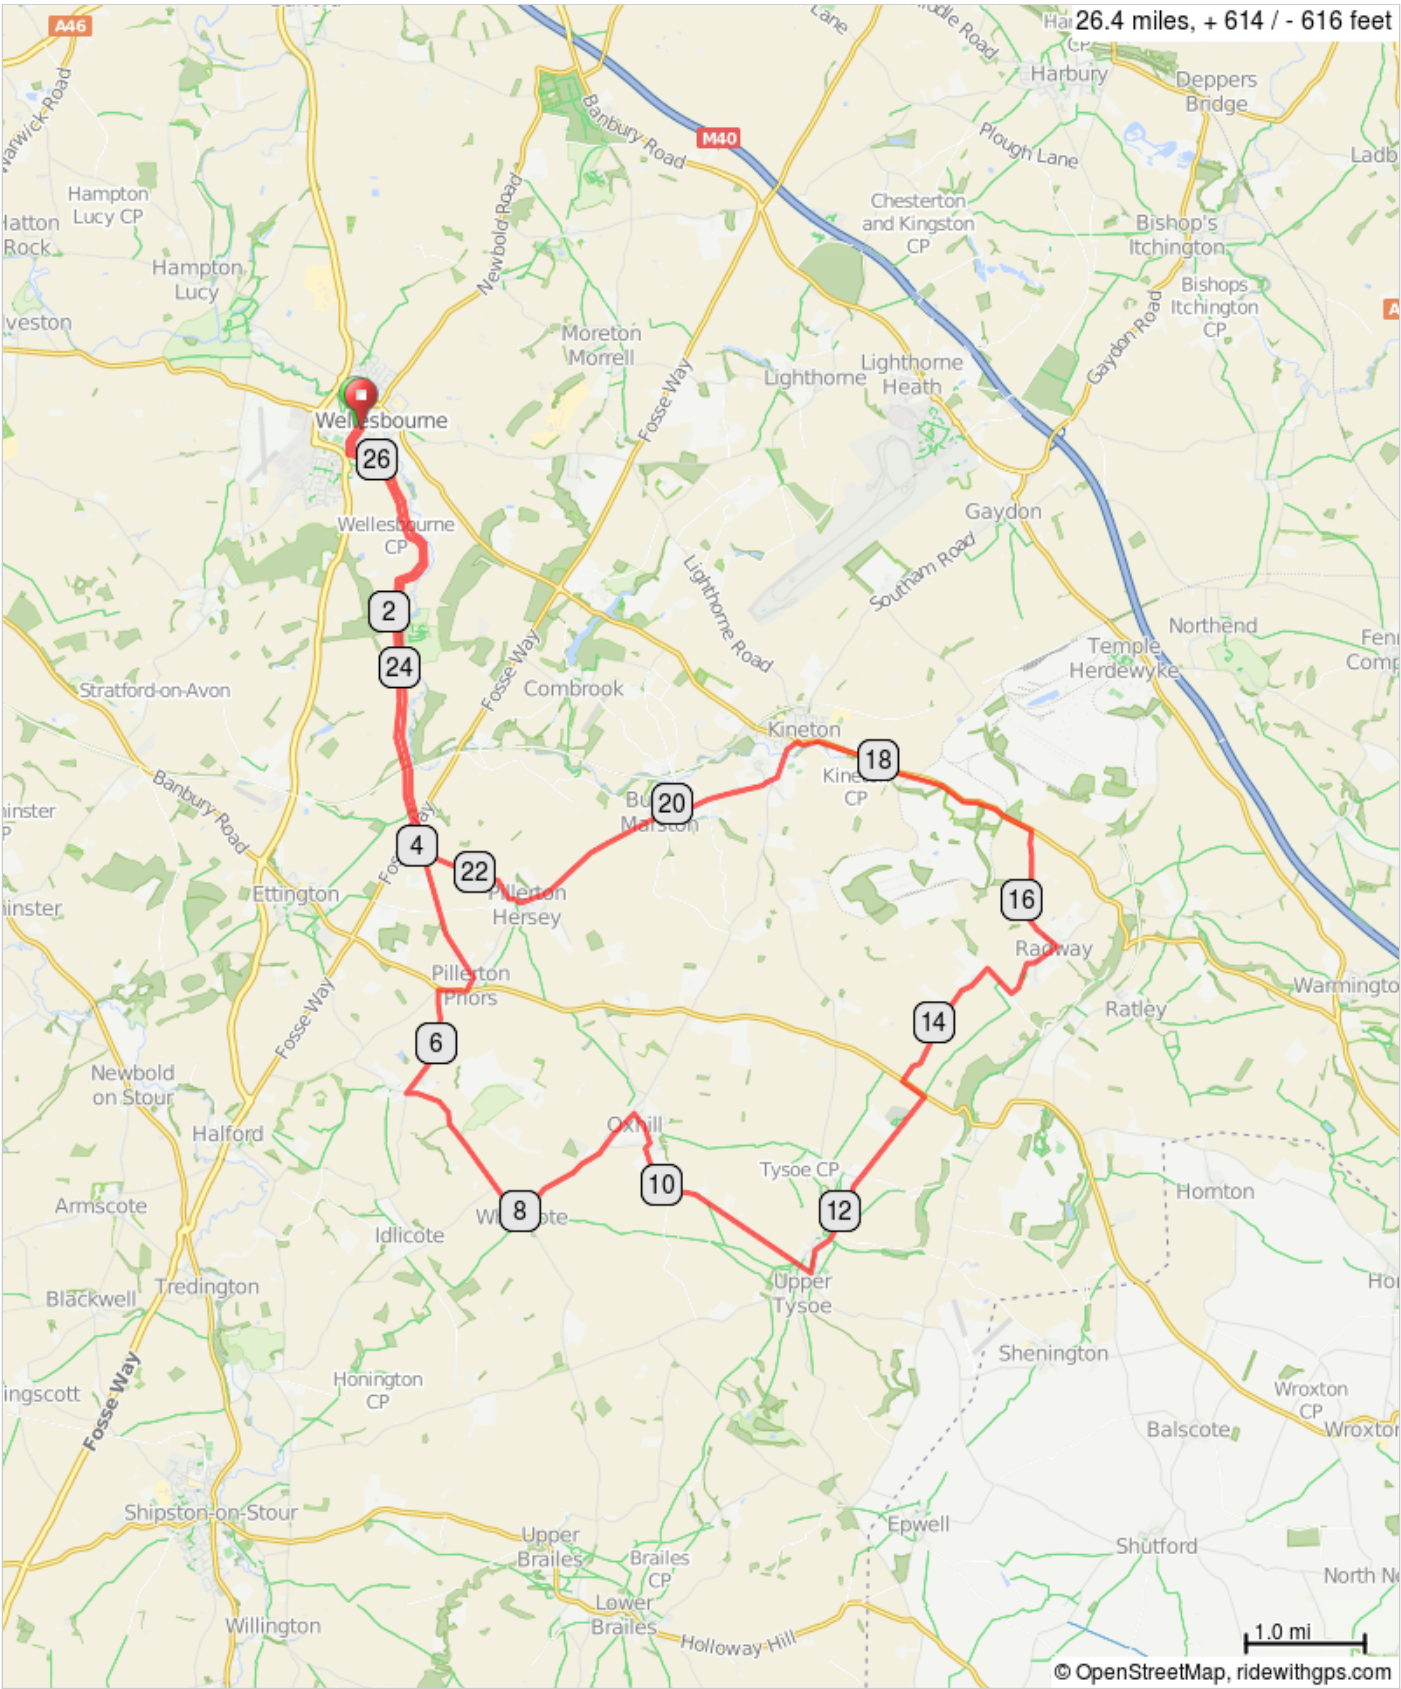 A46
26.4 miles, + 614 / - 616 feet
Lane
Harbury
Deppers
Bridge
Banbury Road
M40
Plough Lane
Warwick Road
Hampton
Lucy CP
Newbold Road
Chesterton
and Kingston
CP
Bishop's
Itchington
Rock
Hampton
Lucy
Bishops
Itchington
CP
Gaydon Road
Moreton
Morrell
Lighthorne
Lighthorne
Heath
Fosse Way
Wellesbourne
26
Wellesbourne
CP
Gaydon
Southam Road
Lighthorne Road
2
Northend
Temple
Herdewyke
24
Fosse Way
Combrook
Stratford-on-Avon
Kineton
18
CP
Banbury Road
20
Marston
4
22
Pillerton
Hersey
Ettington
16
Radway
Pillerton
Priors
Fosse Way
14
Ratley
6
Newbold
on Stour
Halford
Oxhill
Tysoe CP
10
12
8
Hornton
Armscote
Idlicote
Tredington
Blackwell
Upper
Tysoe
Shenington
Honington
CP
Fosse Way
Wroxton
CP
Balscote
Shipston-on-Stour
Epwell
Upper
Brailes
Brailes
CP
Shutford
Lower
Brailes
Willington
Holloway Hill
1.0 mi
© OpenStreetMap, ridewithgps.com